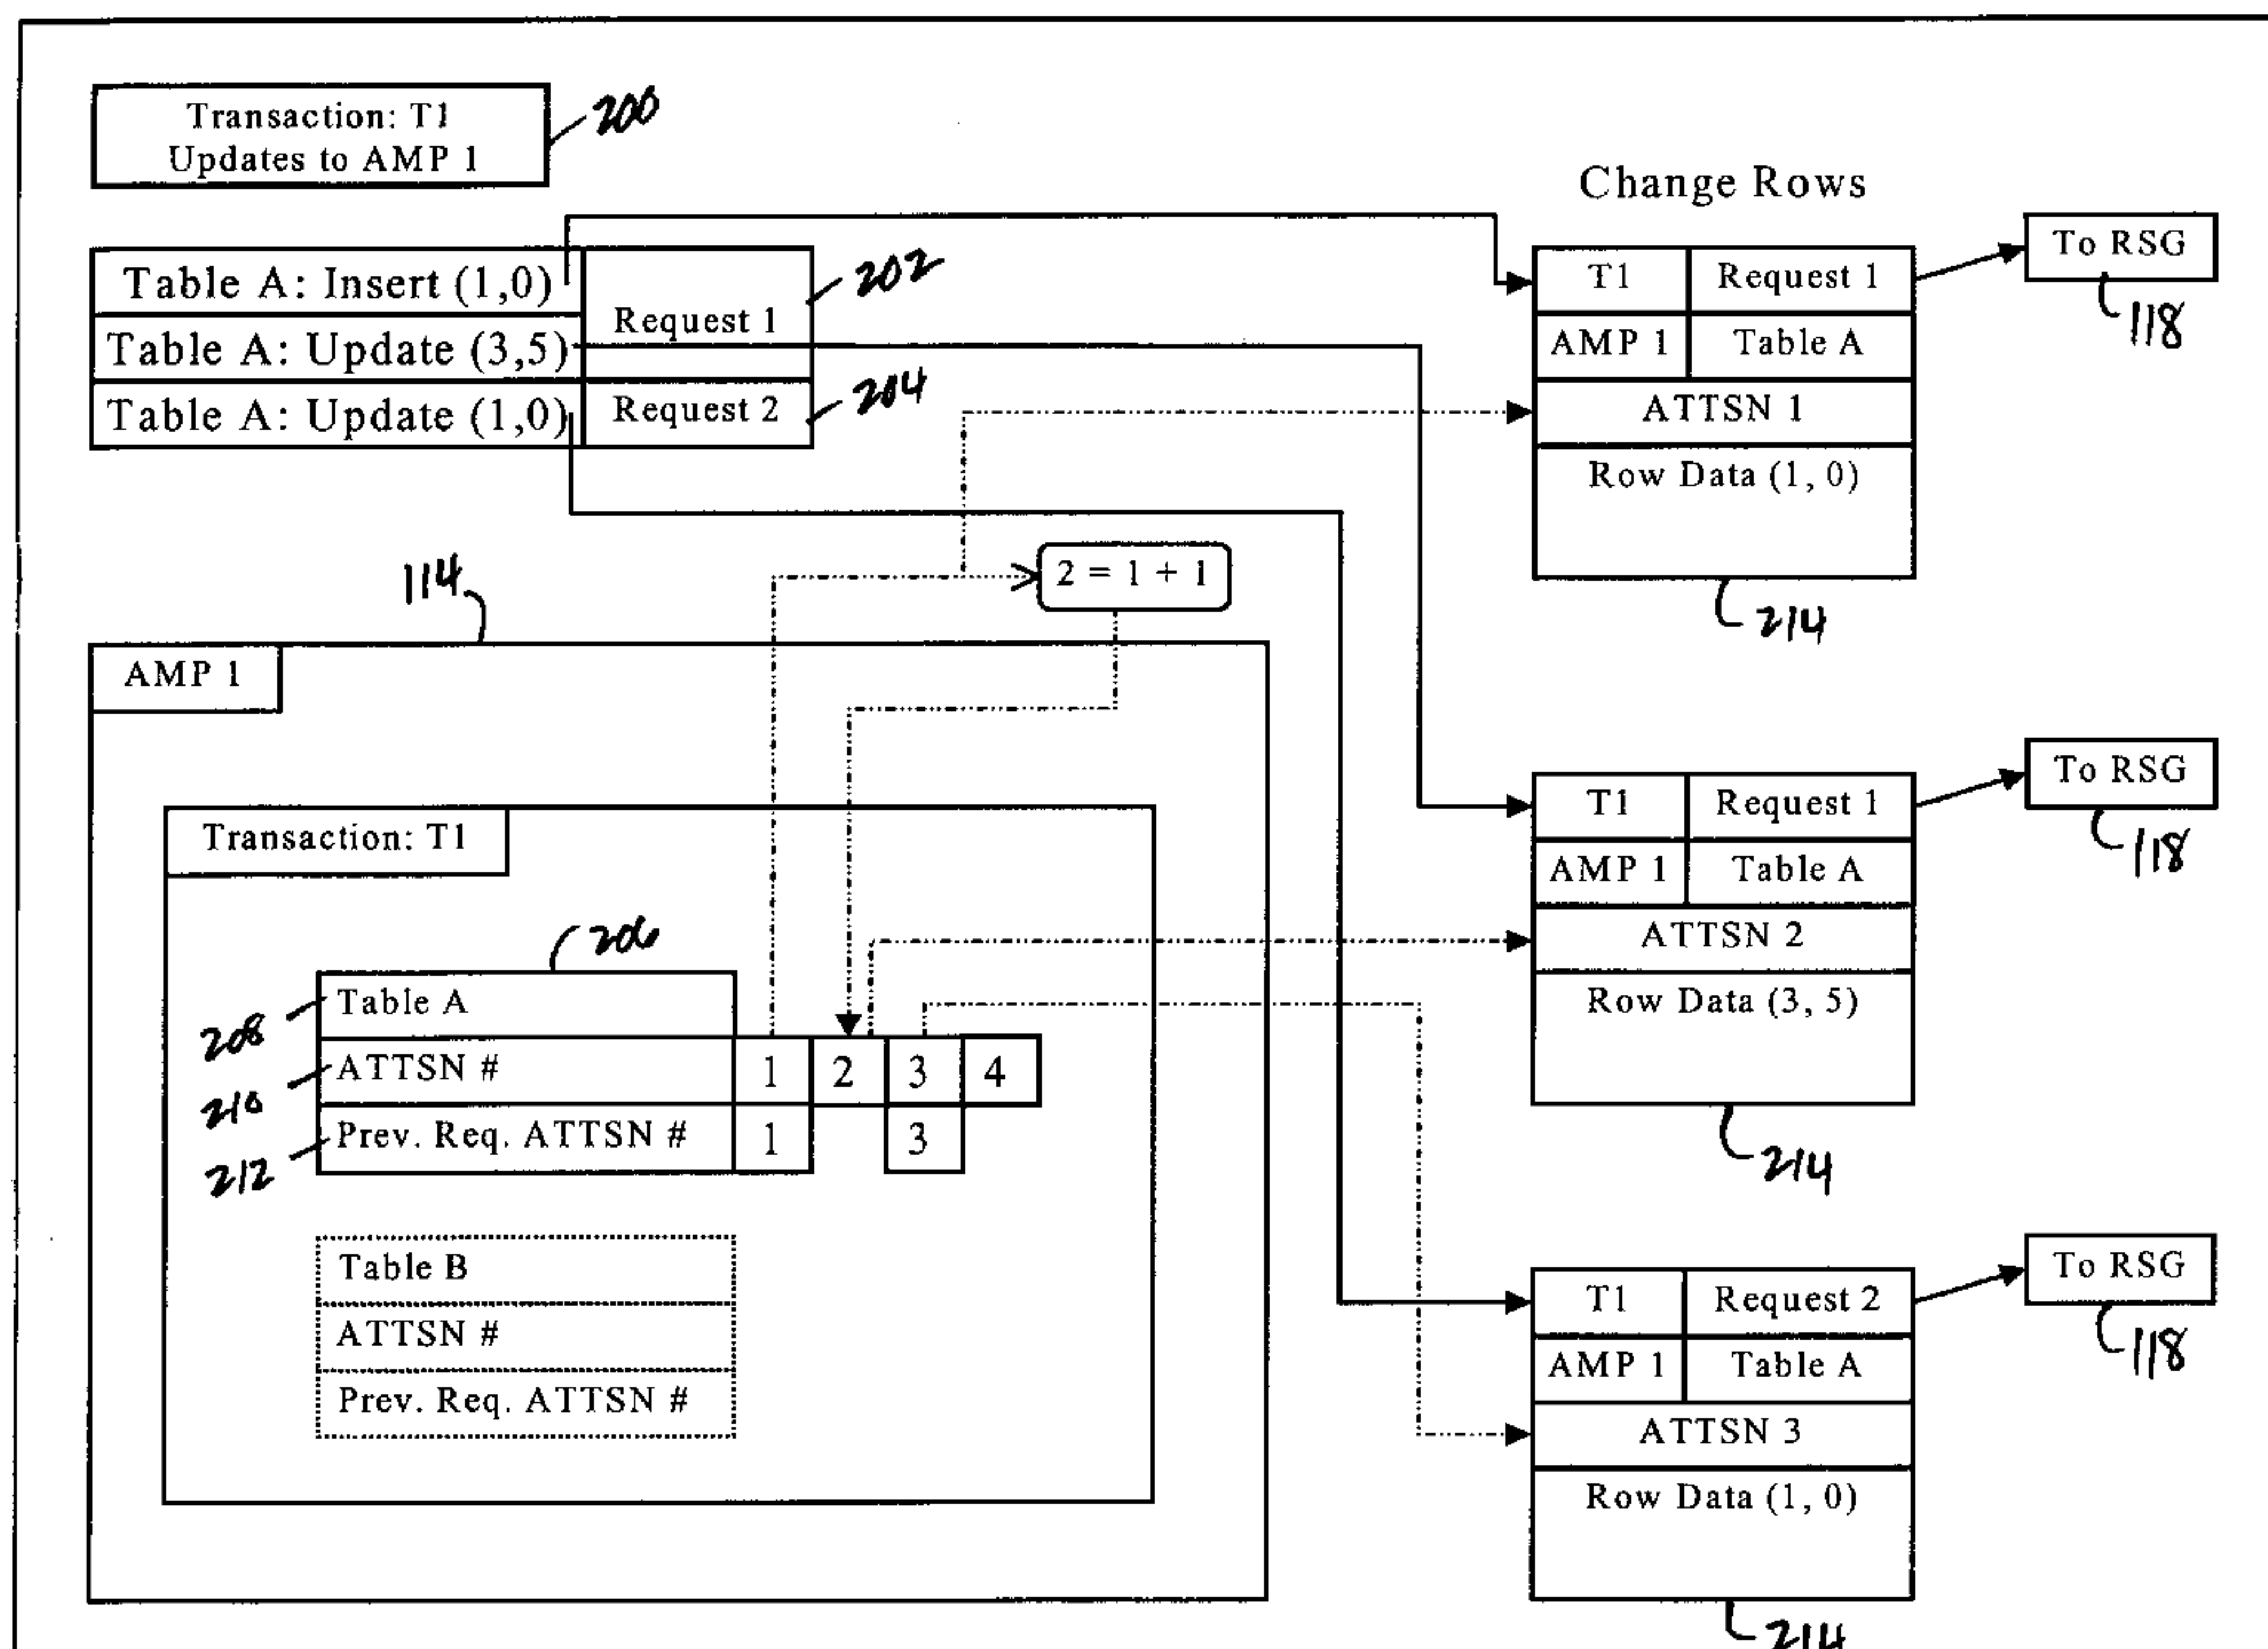 Transaction: T1
Updates to AMP 1
200
Change Rows
Table A: Insert (1,0)
Table A: Update (3,5)
Request 1
202
Table A: Update (1,0)
Request 2
204
T1
Request 1
AMP 1
Table A
ATTSN 1
Row Data (1, 0)
214
To RSG
118
2 = 1 + 1
114
AMP 1
Transaction: T1
206
208
Table A
210
ATTSN #
1
2
3
4
212
Prev. Req. ATTSN #
1
3
Table B
ATTSN #
Prev. Req. ATTSN #
T1
Request 1
AMP 1
Table A
ATTSN 2
Row Data (3, 5)
214
To RSG
118
T1
Request 2
AMP 1
Table A
ATTSN 3
Row Data (1, 0)
214
To RSG
118